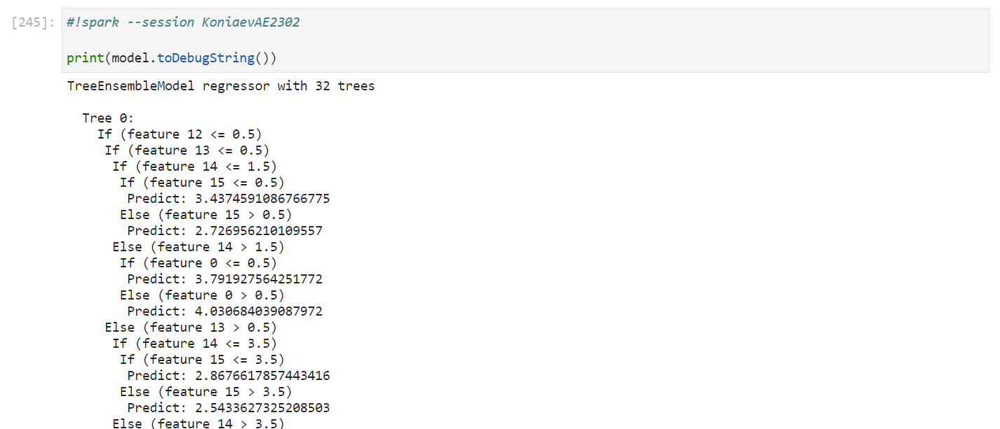 [245]:
#!spark --session KoniaevAE2302
print(model.toDebugString())
TreeEnsembleModel regressor with 32 trees
Tree 0:
If (feature 12 <= 0.5)
If (feature 13 <= 0.5)
If (feature 14 <= 1.5)
If (feature 15 <= 0.5)
Predict: 3.4374591086766775
Else (feature 15 > 0.5)
Predict: 2.726956210109557
Else (feature 14 > 1.5)
If (feature 0 <= 0.5)
Predict: 3.791927564251772
Else (feature 0 > 0.5)
Predict: 4.030684039087972
Else (feature 13 > 0.5)
If (feature 14 <= 3.5)
If (feature 15 <= 3.5)
Predict: 2.8676617857443416
Else (feature 15 > 3.5)
Predict: 2.5433627325208503
Else (feature 14 > 3.5)